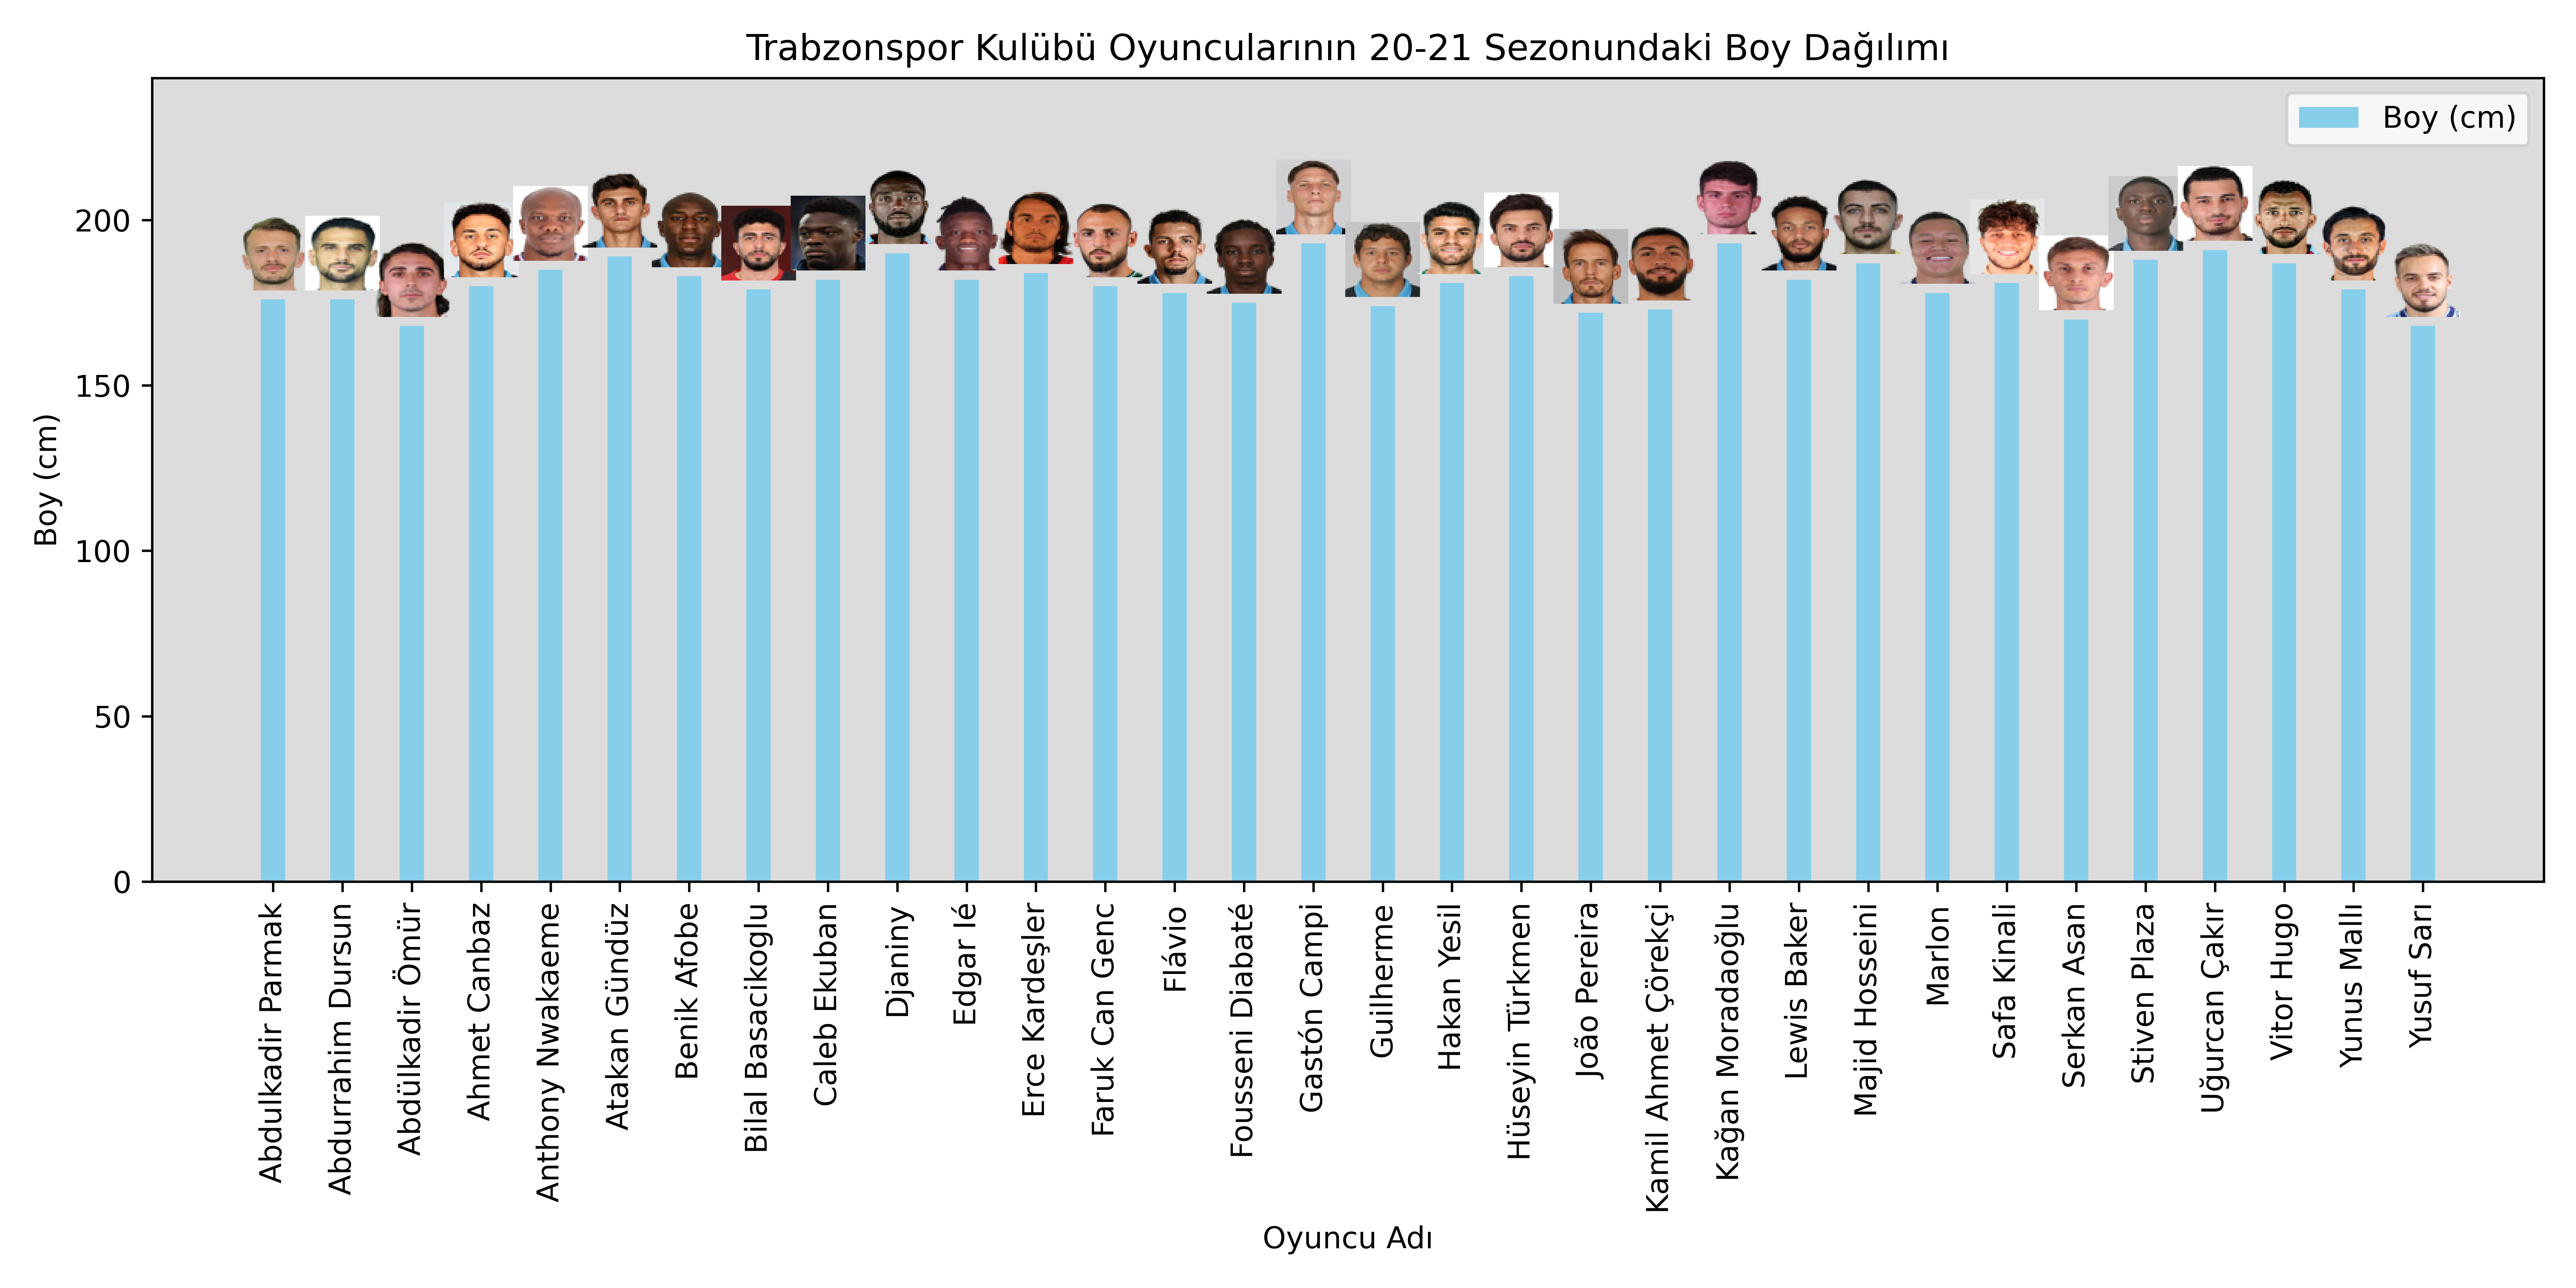 Trabzonspor Kulübü Oyuncularının 20-21 Sezonundaki Boy Dağılımı
Boy (cm)
Boy (cm)
200
150
100
50
0
Abdulkadir Parmak
Abdurrahim Dursun
Abdülkadir Ömür
Ahmet Canbaz
Anthony Nwakaeme
Atakan Gündüz
Benik Afobe
Bilal Basacikoglu
Caleb Ekuban
Djaniny
Edgar Ié
Erce Kardeşler
Faruk Can Genc
Flávio
Fousseni Diabaté
Gastón Campi
Guilherme
Hakan Yesil
Hüseyin Türkmen
João Pereira
Kamil Ahmet Çörekçi
Kağan Moradaoğlu
Lewis Baker
Majid Hosseini
Marlon
Safa Kinali
Serkan Asan
Stiven Plaza
Uğurcan Çakır
Vitor Hugo
Yunus Mallı
Yusuf Sarı
Oyuncu Adı